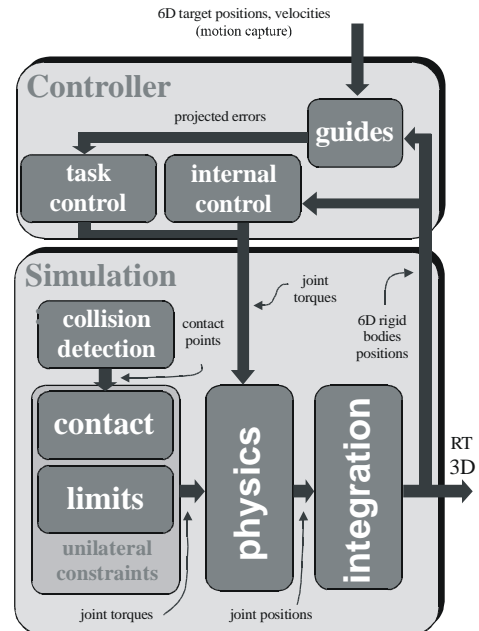 6D target positions, velocities
(motion capture)
Controller
projected errors
guides
task
control
internal
control
Simulation
joint
torques
6D rigid
bodies
positions
collision
detection
contact
points
contact
limits
unilateral
constraints
physics
integration
RT
3D
joint torques
joint positions